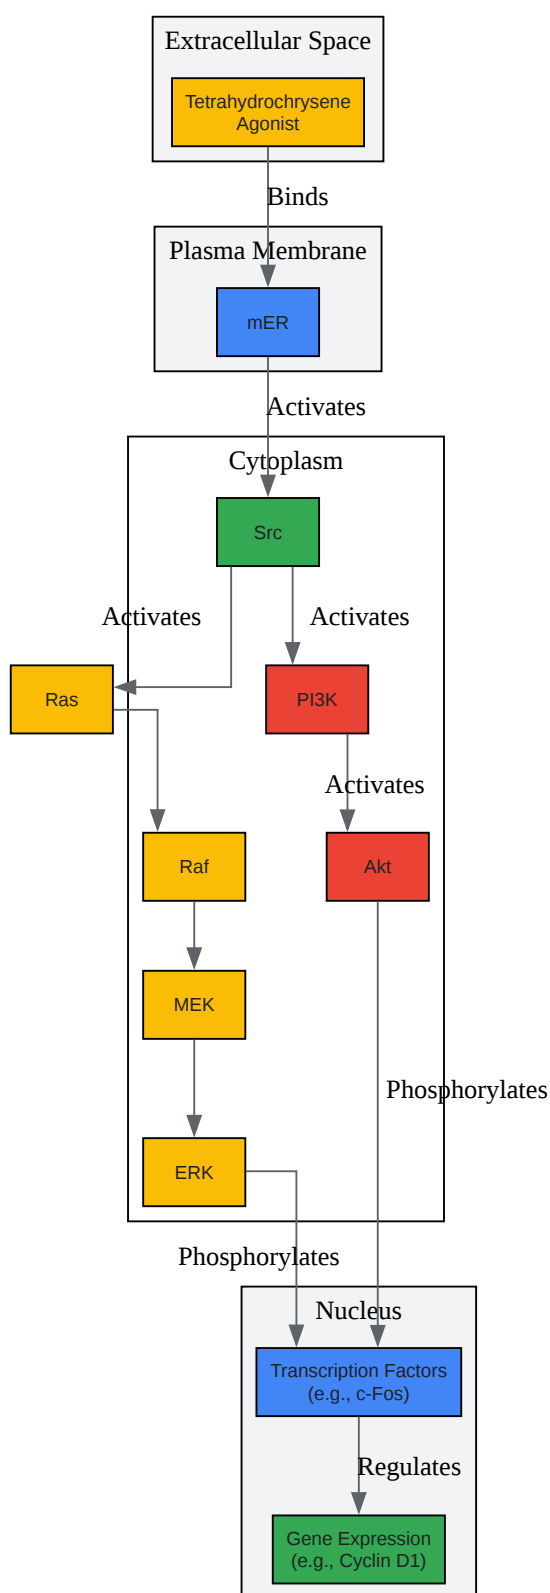 Extracellular Space
Tetrahydrochrysene
Agonist
Binds
Plasma Membrane
mER
Activates
Cytoplasm
Src
Activates
Activates
Ras
PI3K
Activates
Raf
Akt
MEK
Phosphorylates
ERK
Phosphorylates
Nucleus
Transcription Factors
(e.g., c-Fos)
Regulates
Gene Expression
(e.g., Cyclin D1)